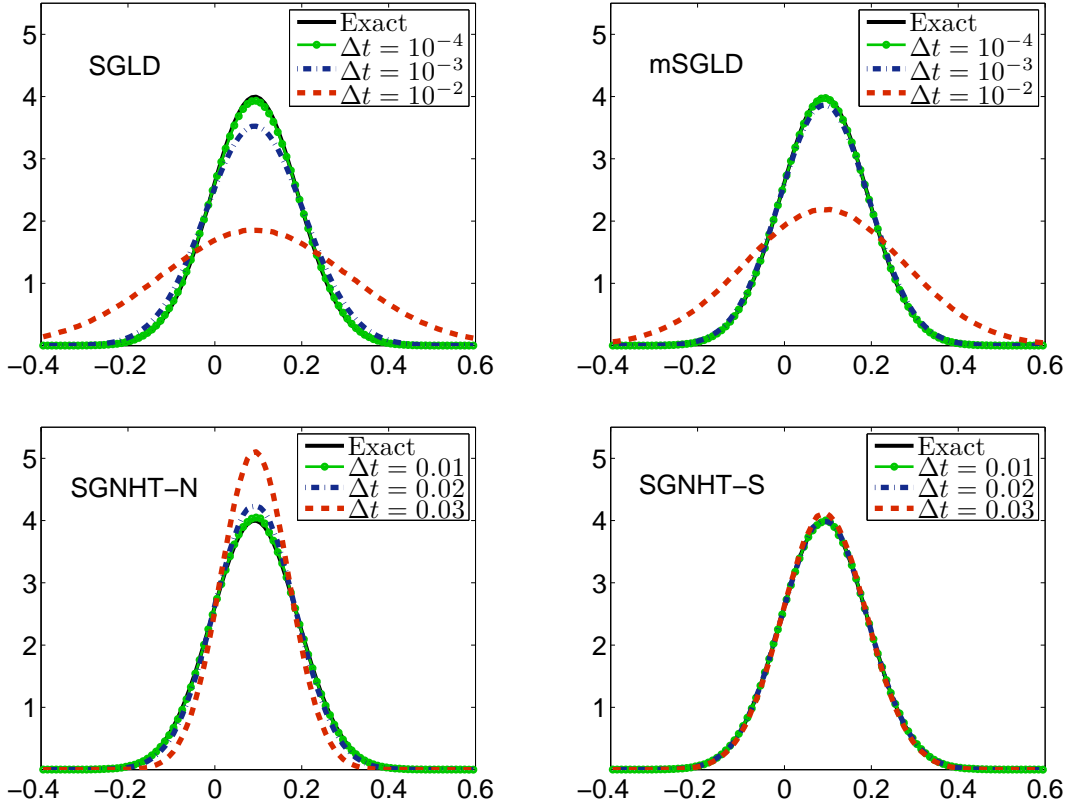 SGLD
Exact
Δt = 10⁻⁴
Δt = 10⁻³
Δt = 10⁻²
5
4
3
2
1
−0.4 −0.2 0 0.2 0.4 0.6
mSGLD
Exact
Δt = 10⁻⁴
Δt = 10⁻³
Δt = 10⁻²
5
4
3
2
1
−0.4 −0.2 0 0.2 0.4 0.6
SGNHT−N
Exact
Δt = 0.01
Δt = 0.02
Δt = 0.03
5
4
3
2
1
−0.4 −0.2 0 0.2 0.4 0.6
SGNHT−S
Exact
Δt = 0.01
Δt = 0.02
Δt = 0.03
5
4
3
2
1
−0.4 −0.2 0 0.2 0.4 0.6